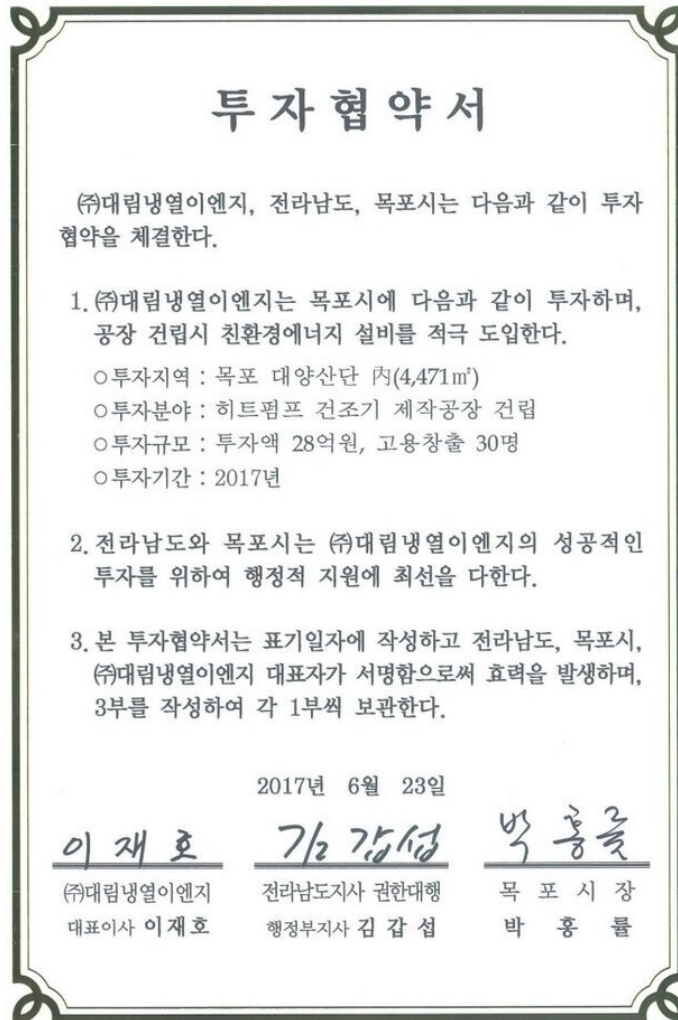 투자협약서
㈜대림냉열이엔지, 전라남도, 목포시는 다음과 같이 투자
협약을 체결한다.
1. ㈜대림냉열이엔지는 목포시에 다음과 같이 투자하며,
공장 건립시 친환경에너지 설비를 적극 도입한다.
○투자지역 : 목포 대양산단 內(4,471㎡)
○투자분야 : 히트펌프 건조기 제작공장 건립
○투자규모 : 투자액 28억원, 고용창출 30명
○투자기간 : 2017년
2. 전라남도와 목포시는 ㈜대림냉열이엔지의 성공적인
투자를 위하여 행정적 지원에 최선을 다한다.
3. 본 투자협약서는 표기일자에 작성하고 전라남도, 목포시,
㈜대림냉열이엔지 대표자가 서명함으로써 효력을 발생하며,
3부를 작성하여 각 1부씩 보관한다.
2017년 6월 23일
이재호 김갑섭 박홍률
㈜대림냉열이엔지 전라남도지사 권한대행 목포시장
대표이사 이재호 행정부지사 김갑섭 박홍률